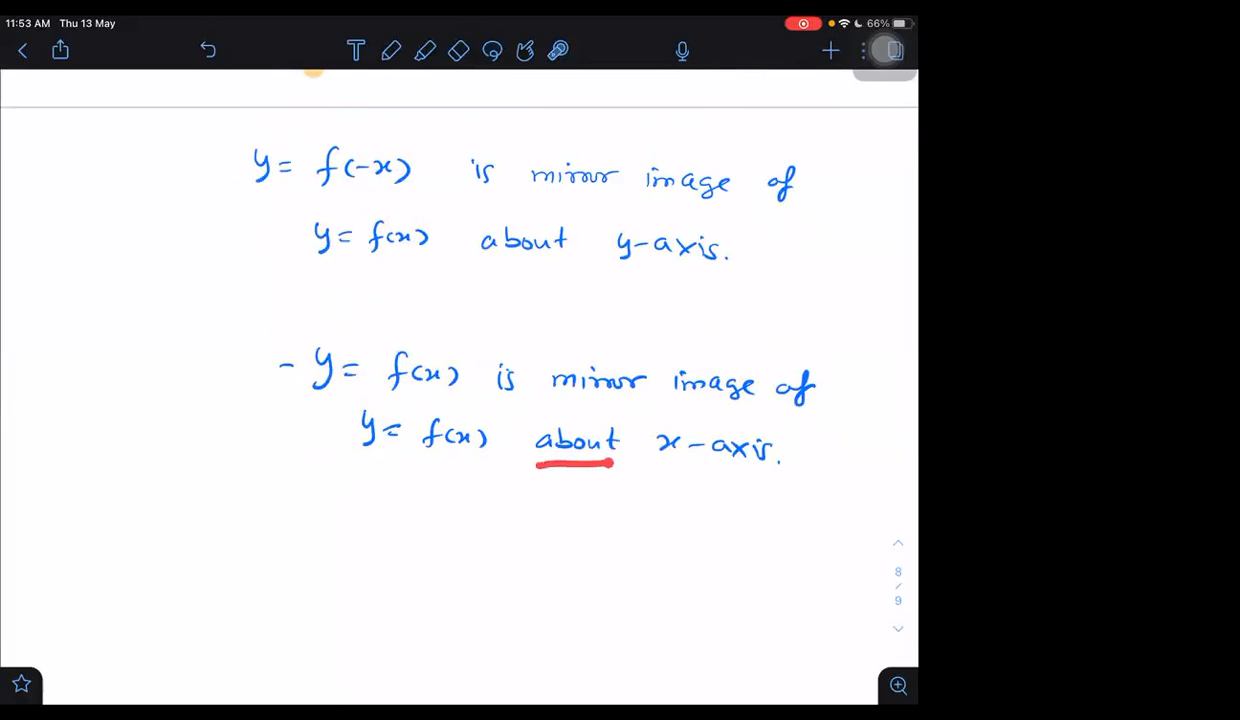 11:53 AM Thu 13 May
66%
T
y = f(-x) is mirror image of
y = f(x) about y-axis.
- y = f(x) is mirror image of
y = f(x) about x-axis.
8
/
9